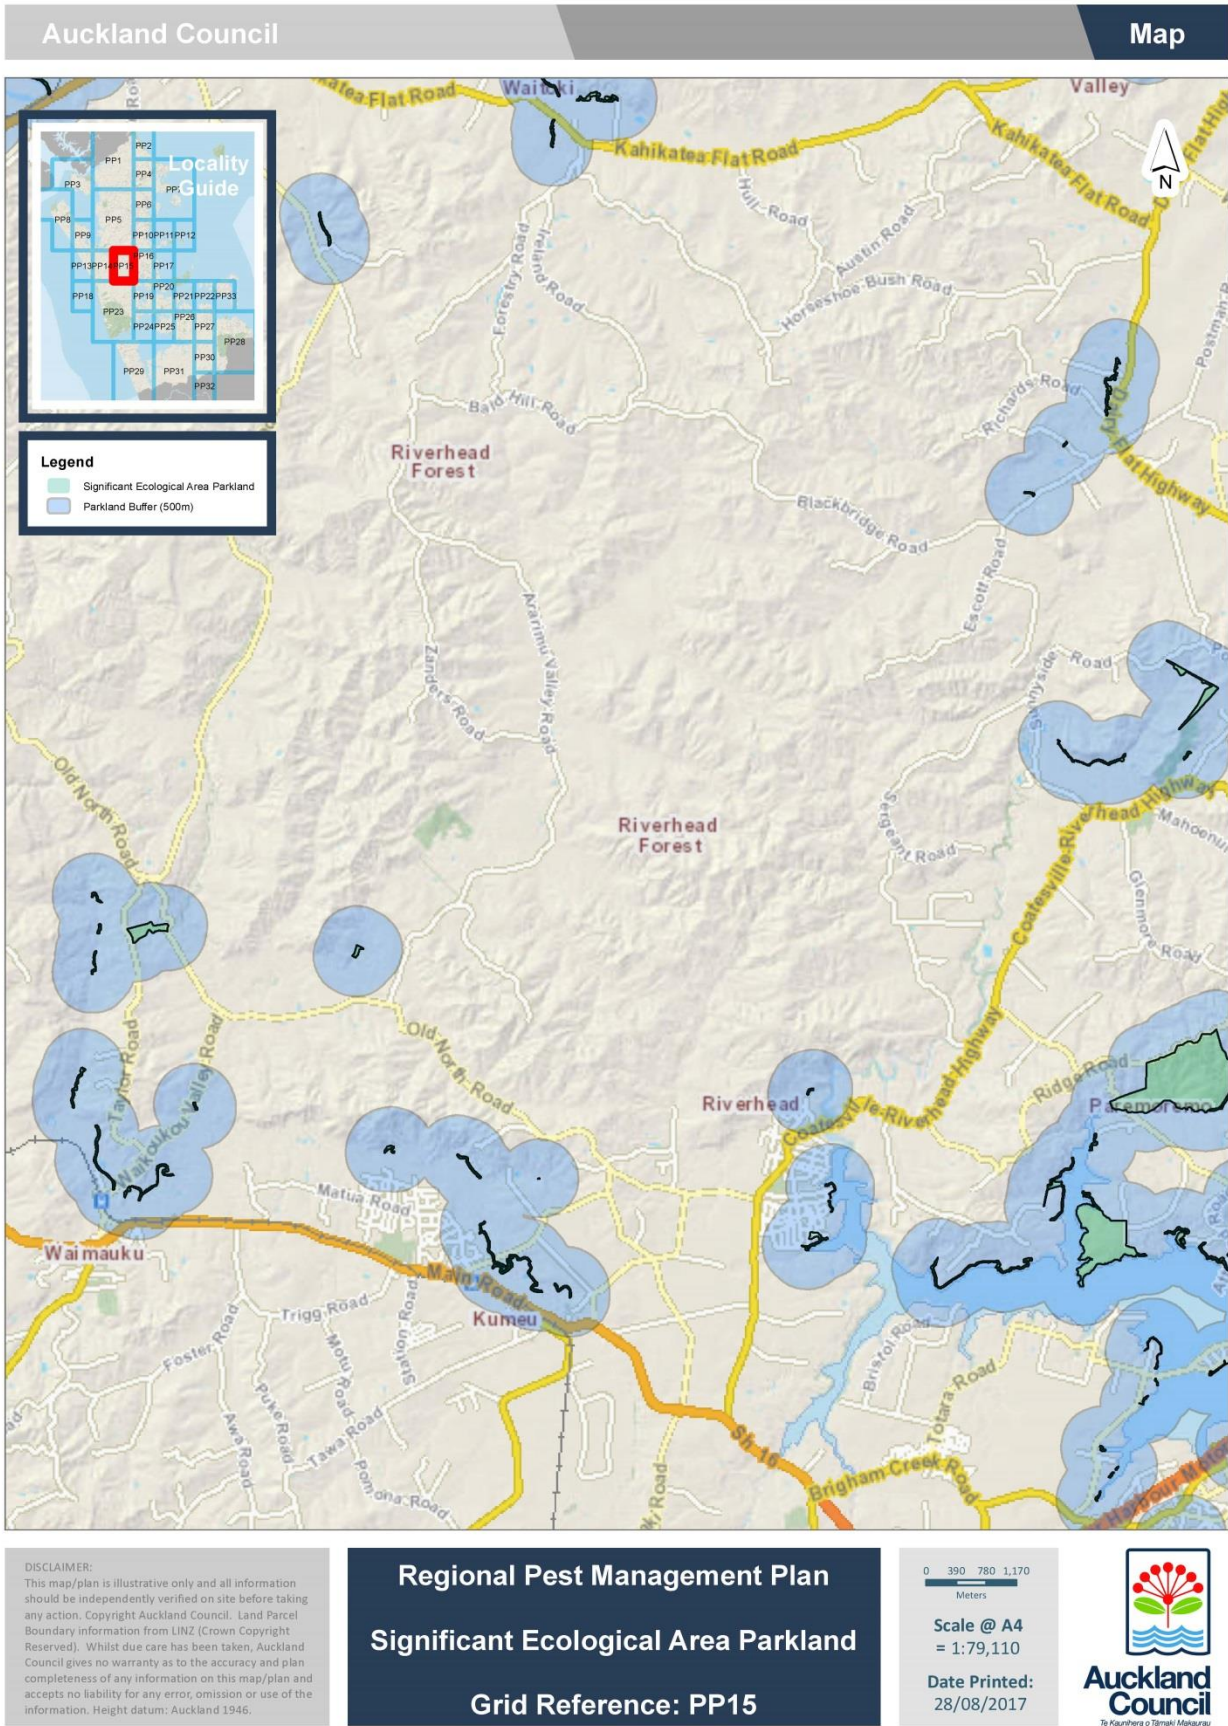 Auckland Council
Map
Kahikatea Flat Road
Waitoki
Valley
Kahikatea Flat Road
Kahikatea Flat Road
Locality
Guide
PP1
PP2
PP3
PP4
PP5
PP6
PP8
PP9
PP10
PP11
PP12
PP13
PP14
PP15
PP16
PP17
PP18
PP19
PP20
PP21
PP22
PP33
PP23
PP24
PP25
PP26
PP27
PP28
PP29
PP30
PP31
PP32
N
Hull Road
Austin Road
Horseshoe Bush Road
Forestry Road
Ireland Road
Bald Hill Road
Richards Road
Dairy Flat Highway
Riverhead
Forest
Legend
Significant Ecological Area Parkland
Parkland Buffer (500m)
Blackbridge Road
Escott Road
Ararimu Valley Road
Zanders Road
Sunnyside
Road
Old North Road
Riverhead
Forest
Sergeant Road
Coatesville-Riverhead Highway
Glenmore Road
Old North Road
Taylor Road
Waikoukou Valley Road
Riverhead
Ridge Road
Paremoremo
Matua Road
Waimauku
Main Road
Kumeu
Trigg Road
Station Road
Foster Road
Motu Road
Puke Road
Awa Road
Tawa Road
Pomona Road
Bristol Road
Totara Road
Sh 16
Brigham Creek Road
DISCLAIMER:
This map/plan is illustrative only and all information
should be independently verified on site before taking
any action. Copyright Auckland Council. Land Parcel
Boundary information from LINZ (Crown Copyright
Reserved). Whilst due care has been taken, Auckland
Council gives no warranty as to the accuracy and plan
completeness of any information on this map/plan and
accepts no liability for any error, omission or use of the
information. Height datum: Auckland 1946.
Regional Pest Management Plan
Significant Ecological Area Parkland
Grid Reference: PP15
0 390 780 1,170
Meters
Scale @ A4
= 1:79,110
Date Printed:
28/08/2017
Auckland
Council
Te Kaunihera o Tāmaki Makaurau